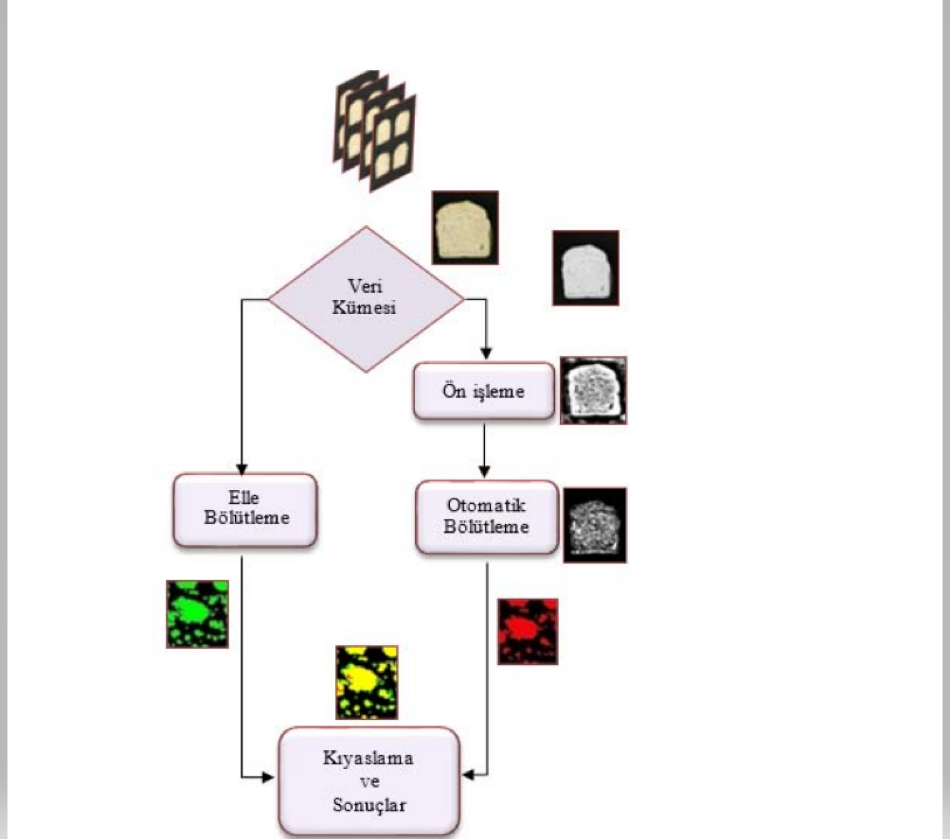 Veri
Kümesi
Ön işleme
Elle
Bölütleme
Otomatik
Bölütleme
Kıyaslama
ve
Sonuçlar